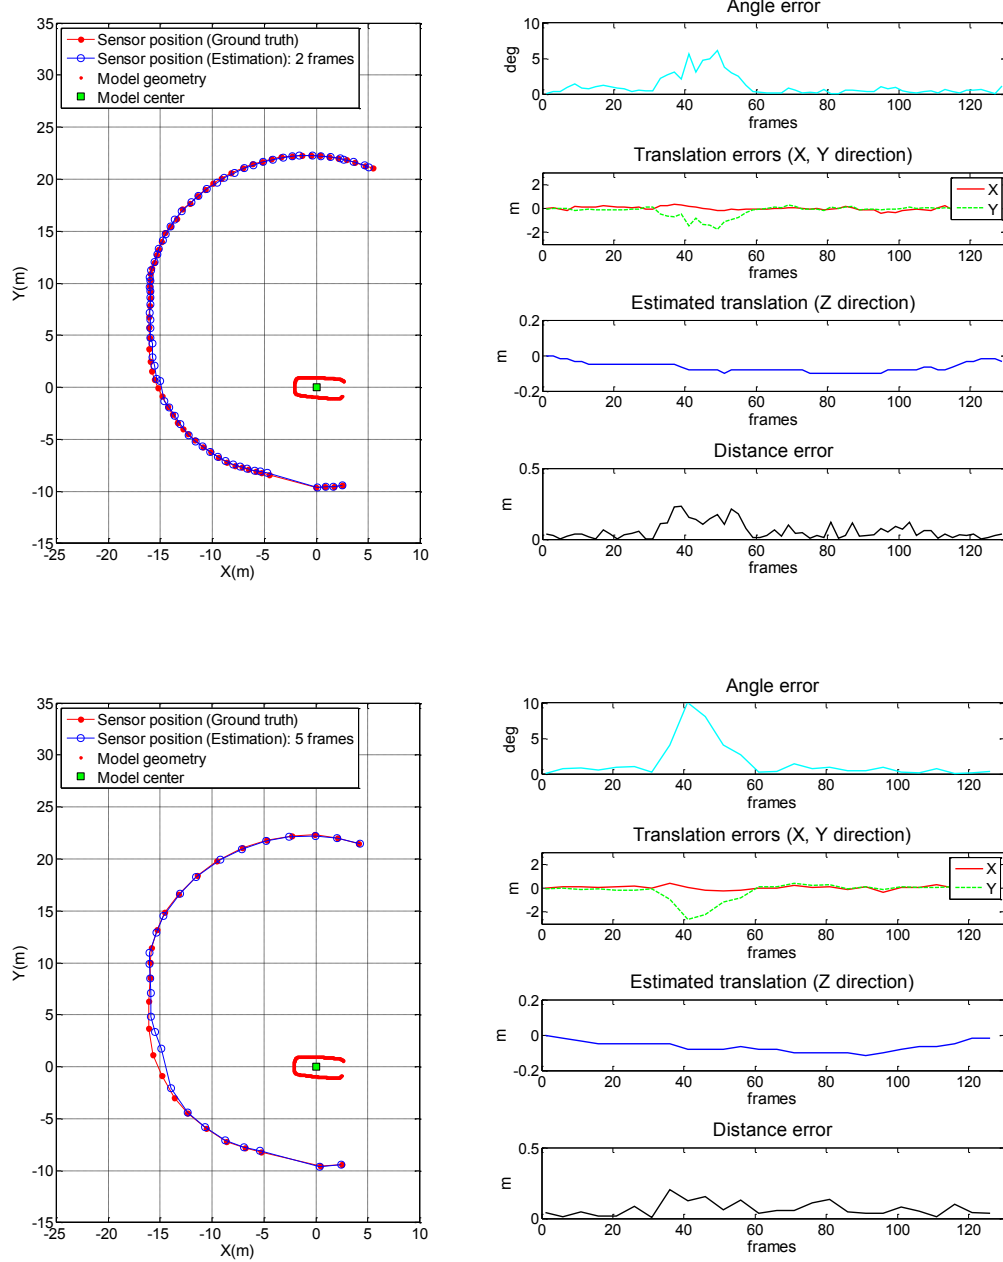 35
30
25
20
15
10
5
0
-5
-10
-15
-25
-20
-15
-10
-5
0
5
10
X(m)
Y(m)
Sensor position (Ground truth)
Sensor position (Estimation): 2 frames
Model geometry
Model center
Angle error
10
5
0
deg
0
20
40
60
80
100
120
frames
Translation errors (X, Y direction)
2
0
-2
m
X
Y
0
20
40
60
80
100
120
frames
Estimated translation (Z direction)
0.2
0
-0.2
m
0
20
40
60
80
100
120
frames
Distance error
0.5
0
m
0
20
40
60
80
100
120
frames
35
30
25
20
15
10
5
0
-5
-10
-15
-25
-20
-15
-10
-5
0
5
10
X(m)
Y(m)
Sensor position (Ground truth)
Sensor position (Estimation): 5 frames
Model geometry
Model center
Angle error
10
5
0
deg
0
20
40
60
80
100
120
frames
Translation errors (X, Y direction)
2
0
-2
m
X
Y
0
20
40
60
80
100
120
frames
Estimated translation (Z direction)
0.2
0
-0.2
m
0
20
40
60
80
100
120
frames
Distance error
0.5
0
m
0
20
40
60
80
100
120
frames